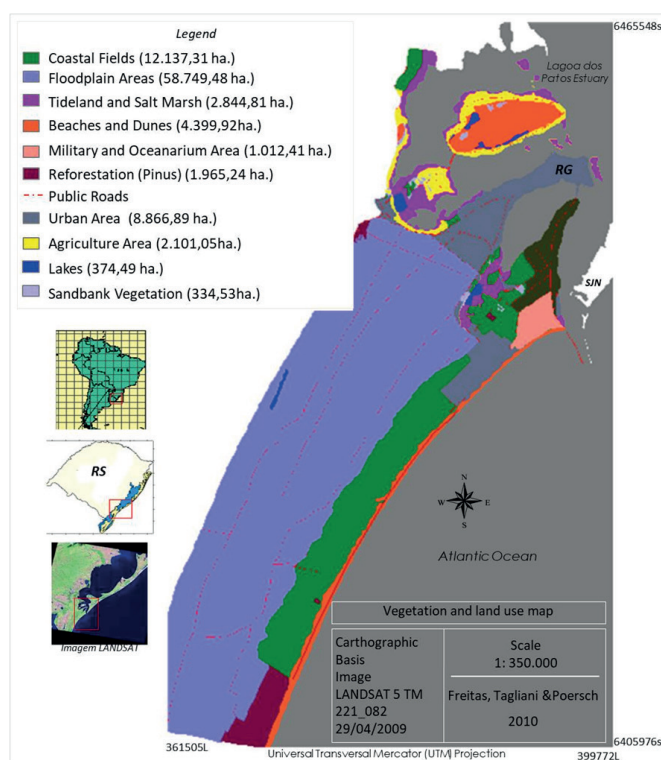 Legend
Coastal Fields (12.137,31 ha.)
Floodplain Areas (58.749,48 ha.)
Tideland and Salt Marsh (2.844,81 ha.)
Beaches and Dunes (4.399,92ha.)
Military and Oceanarium Area (1.012,41 ha.)
Reforestation (Pinus) (1.965,24 ha.)
Public Roads
Urban Area (8.866,89 ha.)
Agriculture Area (2.101,05ha.)
Lakes (374,49 ha.)
Sandbank Vegetation (334,53ha.)
6465548s
Lagoa dos
Patos Estuary
RG
SJN
RS
Imagem LANDSAT
N
W E
S
Atlantic Ocean
Vegetation and land use map
Carthographic
Basis
Image
LANDSAT 5 TM
221_082
29/04/2009
Scale
1: 350.000
Freitas, Tagliani &Poersch
2010
6405976s
361505L
Universal Transversal Mercator (UTM) Projection
399772L